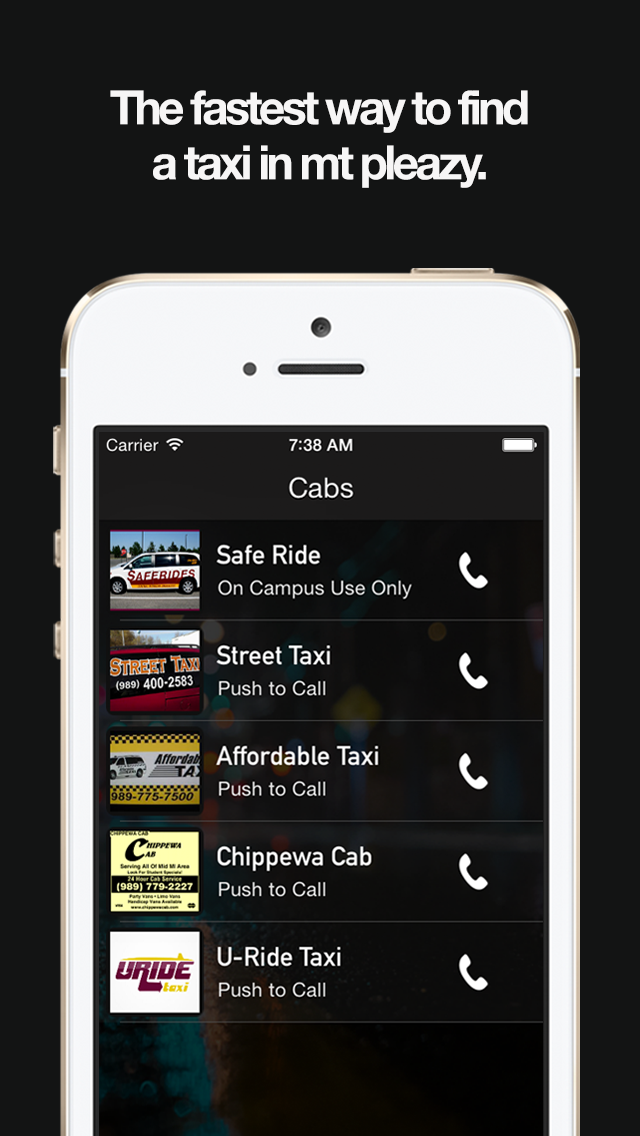 The fastest way to find
a taxi in mt pleazy.
Carrier 7:38 AM
Cabs
SAFERIDES
Safe Ride
On Campus Use Only
STREET TAXI
(989) 400-2583
Street Taxi
Push to Call
Affordab
TA
989-775-7500
Affordable Taxi
Push to Call
CHIPPEWA CAB
CHIPPEWA
CAB
Serving All Of Mid MI Area
Look For Student Specials!
24 Hour Cab Service
(989) 779-2227
Party Vans • Limo Vans
Handicap Vans Available
www.chippewacab.com
Chippewa Cab
Push to Call
URIDE
taxi
U-Ride Taxi
Push to Call